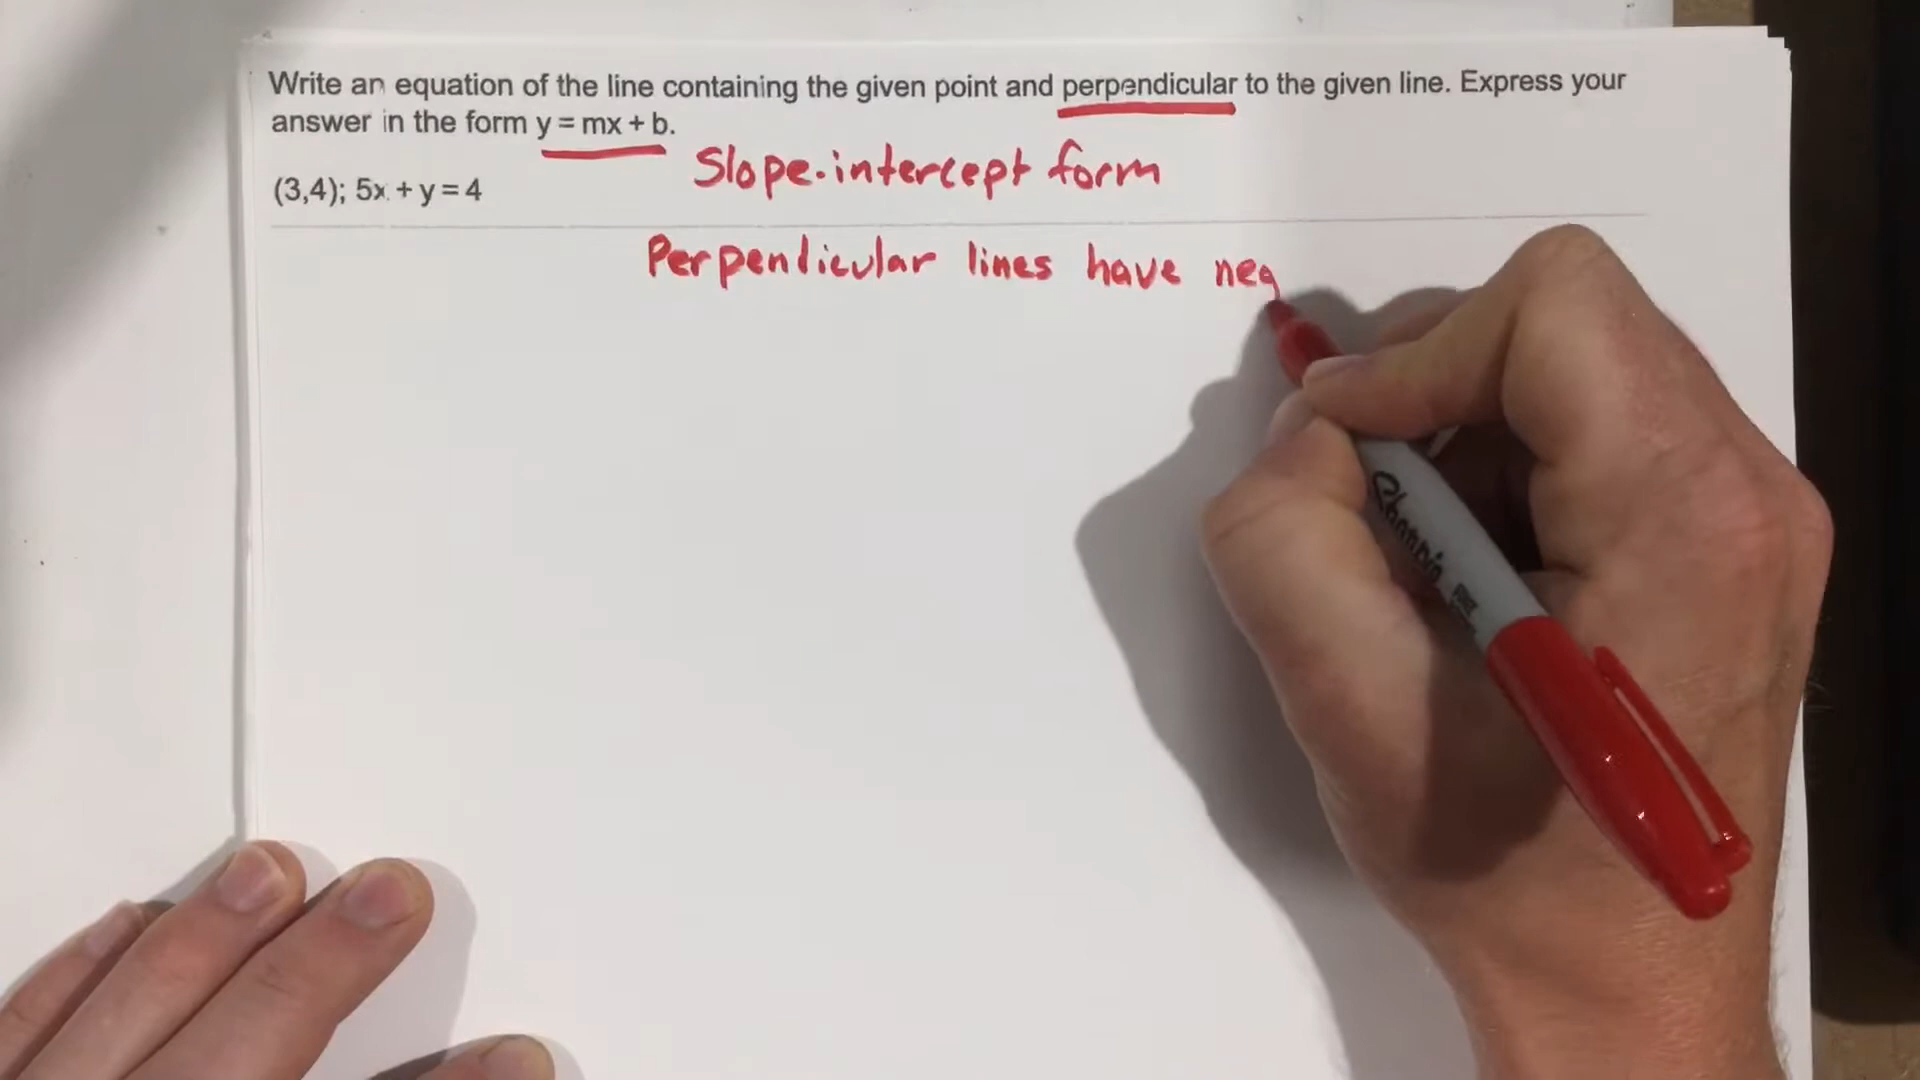 Write an equation of the line containing the given point and perpendicular to the given line. Express your
answer in the form y = mx + b.
Slope-intercept form
(3,4); 5x + y = 4
Perpendicular lines have neg
Sharpie